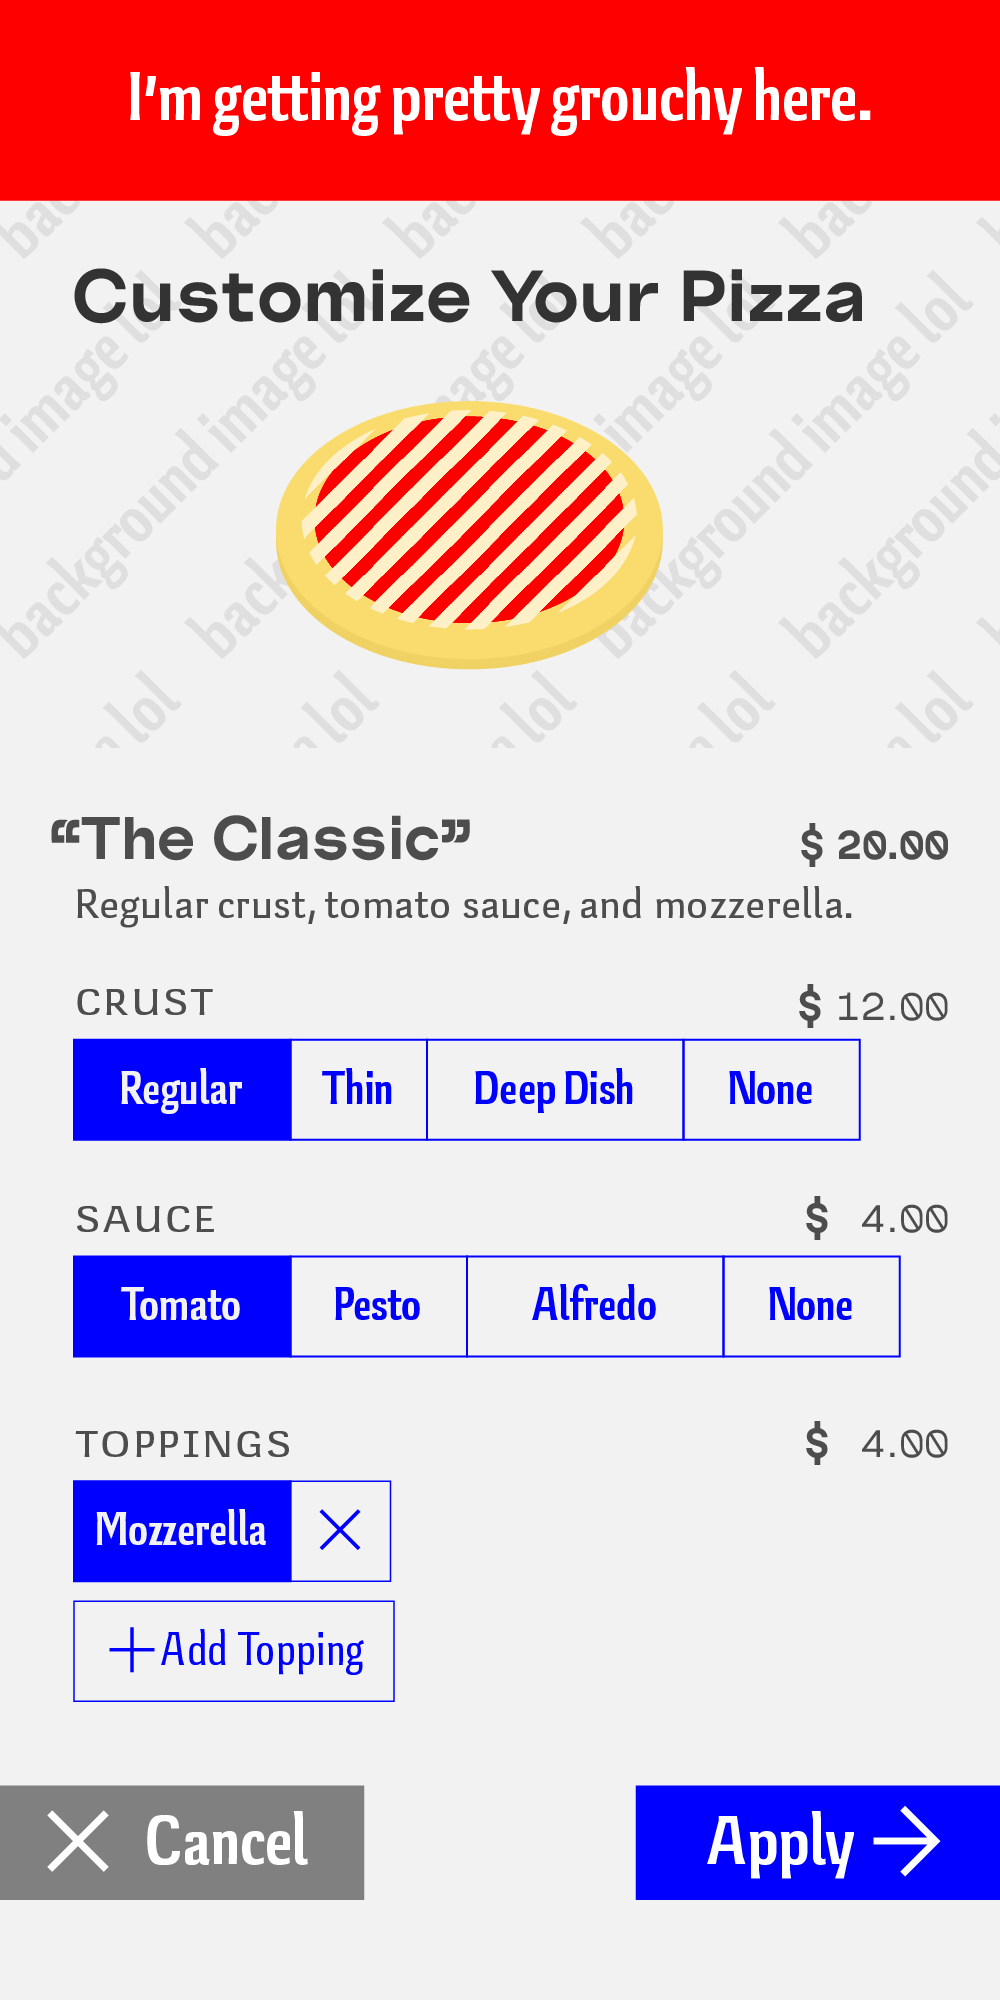 I'm getting pretty grouchy here.
Customize Your Pizza
background image lol
“The Classic” $ 20.00
Regular crust, tomato sauce, and mozzerella.
CRUST $ 12.00
Regular Thin Deep Dish None
SAUCE $ 4.00
Tomato Pesto Alfredo None
TOPPINGS $ 4.00
Mozzerella
Add Topping
Cancel Apply